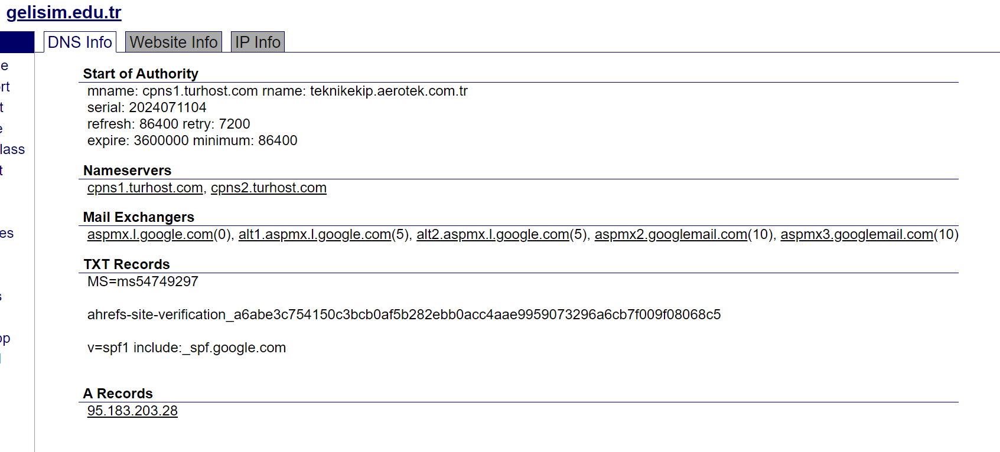 gelisim.edu.tr
DNS Info Website Info IP Info
e
rt
t
e
lass
t
es
s
op
Start of Authority
mname: cpns1.turhost.com rname: teknikekip.aerotek.com.tr
serial: 2024071104
refresh: 86400 retry: 7200
expire: 3600000 minimum: 86400
Nameservers
cpns1.turhost.com, cpns2.turhost.com
Mail Exchangers
aspmx.l.google.com(0), alt1.aspmx.l.google.com(5), alt2.aspmx.l.google.com(5), aspmx2.googlemail.com(10), aspmx3.googlemail.com(10)
TXT Records
MS=ms54749297
ahrefs-site-verification_a6abe3c754150c3bcb0af5b282ebb0acc4aae9959073296a6cb7f009f08068c5
v=spf1 include:_spf.google.com
A Records
95.183.203.28